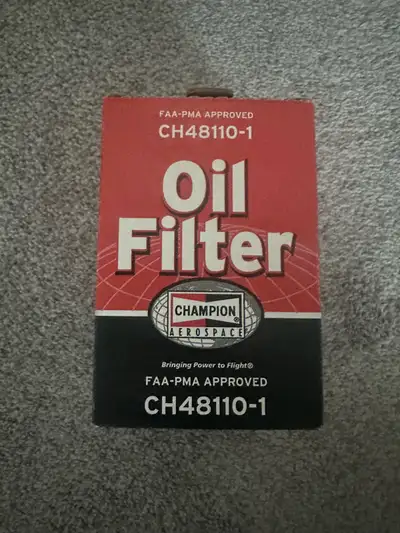 FAA-PMA APPROVED
CH48110-1
Oil
Filter
CHAMPION
®
AEROSPACE
Bringing Power to Flight®
FAA-PMA APPROVED
CH48110-1